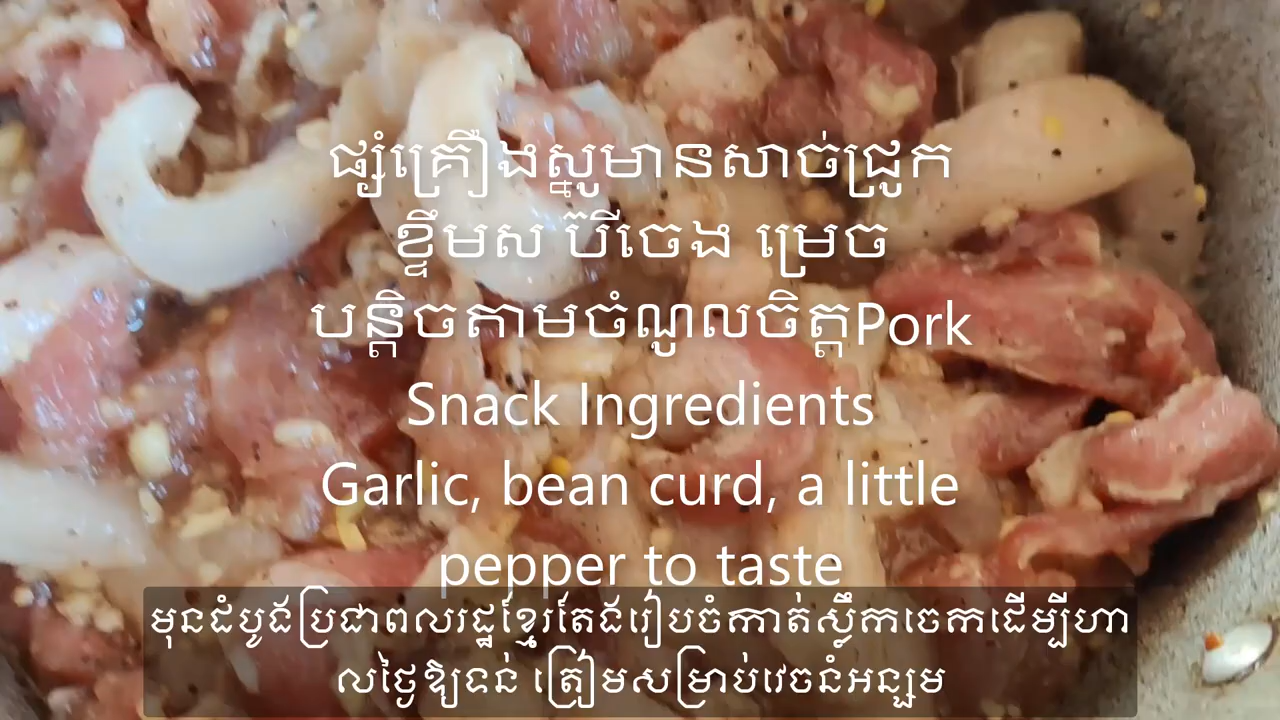 ផ្សំគ្រឿងស្នូមានសាច់ជ្រូក
ខ្ទឹមស ប៊ីចេង ម្រេច
បន្តិចតាមចំណូលចិត្តPork
Snack Ingredients
Garlic, bean curd, a little
pepper to taste
មុនដំបូងប្រជាពលរដ្ឋខ្មែរតែងរៀបចំកាត់ស្លឹកចេកដើម្បីហា
លថ្ងៃឱ្យទន់ ត្រៀមសម្រាប់វេចនំអន្សម